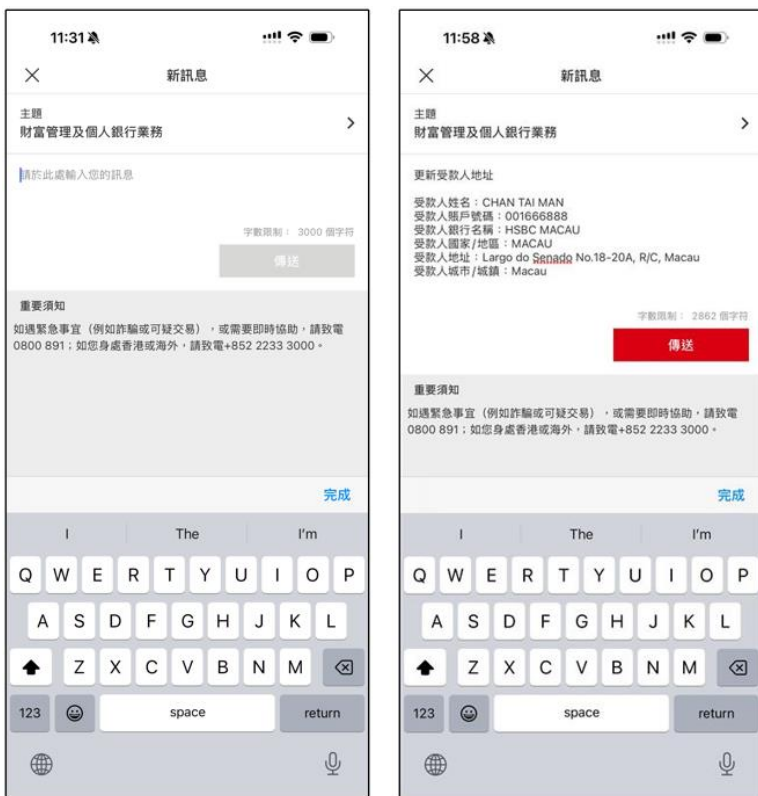 11:31
新訊息
主題
財富管理及個人銀行業務
請於此處輸入您的訊息
字數限制： 3000 個字符
傳送
重要須知
如遇緊急事宜（例如詐騙或可疑交易），或需要即時協助，請致電
0800 891；如您身處香港或海外，請致電+852 2233 3000。
完成
I The I'm
Q W E R T Y U I O P
A S D F G H J K L
Z X C V B N M
123 space return
11:58
新訊息
主題
財富管理及個人銀行業務
更新受款人地址
受款人姓名：CHAN TAI MAN
受款人賬戶號碼：001666888
受款人銀行名稱：HSBC MACAU
受款人國家/地區：MACAU
受款人地址：Largo do Senado No.18-20A, R/C, Macau
受款人城市/城鎮：Macau
字數限制： 2862 個字符
傳送
重要須知
如遇緊急事宜（例如詐騙或可疑交易），或需要即時協助，請致電
0800 891；如您身處香港或海外，請致電+852 2233 3000。
完成
I The I'm
Q W E R T Y U I O P
A S D F G H J K L
Z X C V B N M
123 space return